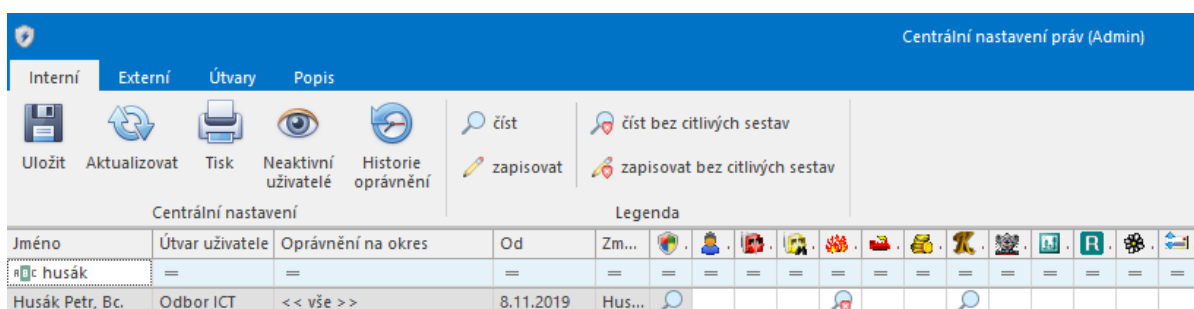 Centrální nastavení práv (Admin)
Interní Externí Útvary Popis
číst číst bez citlivých sestav
Uložit Aktualizovat Tisk Neaktivní uživatelé Historie oprávnění zapisovat zapisovat bez citlivých sestav
Centrální nastavení Legenda
Jméno Útvar uživatele Oprávnění na okres Od Zm... R
husák = = = = = = = = = = = = = = = = =
Husák Petr, Bc. Odbor ICT << vše >> 8.11.2019 Hus...